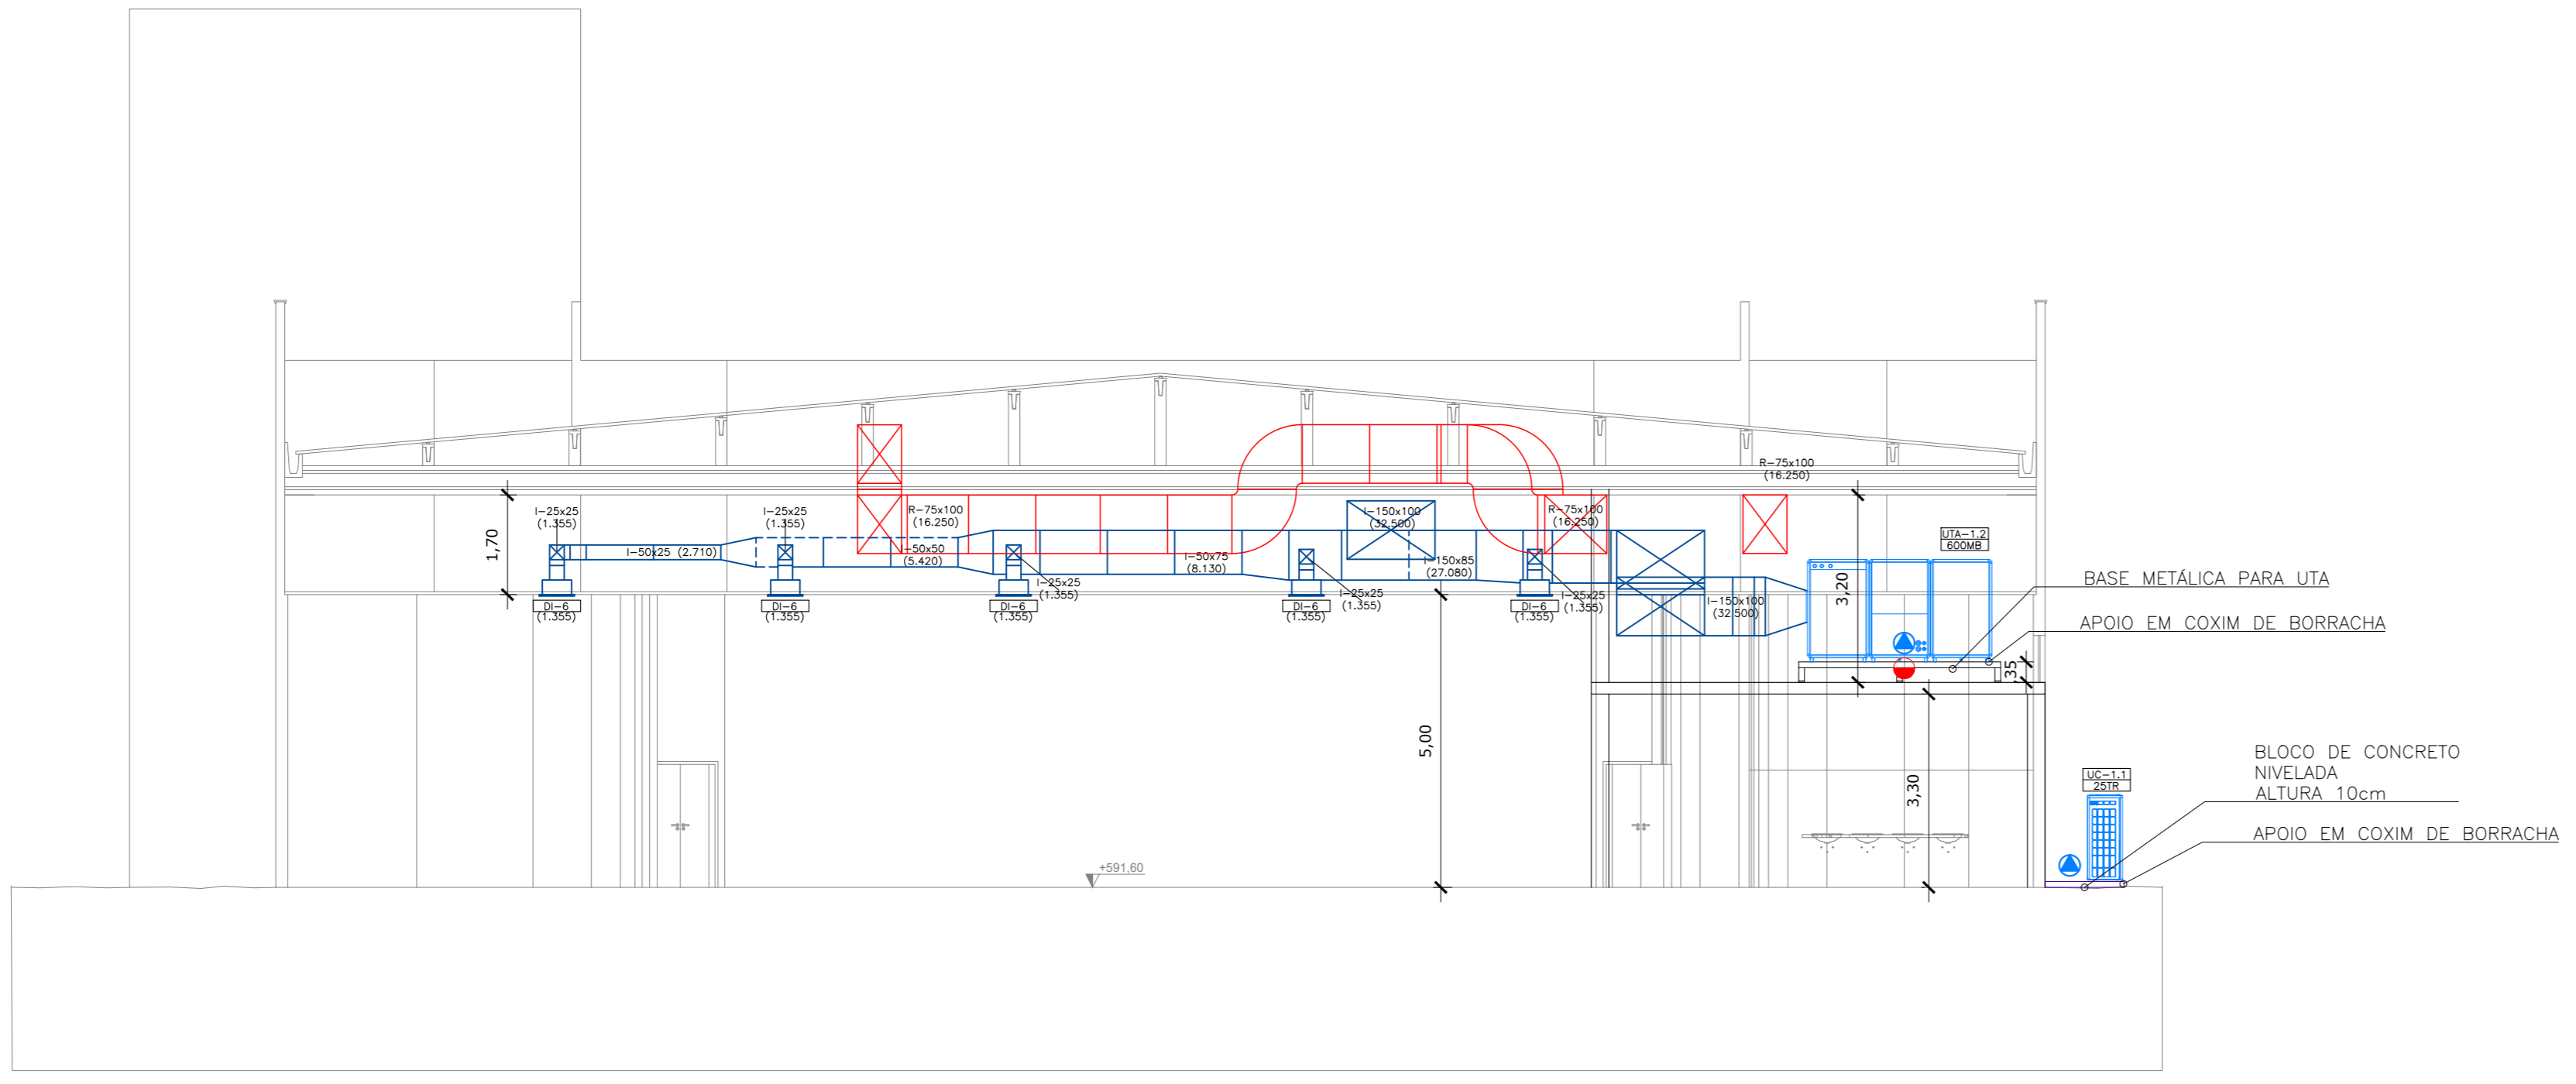 R-75x100
(16.250)
I-25x25
(1.355)
I-25x25
(1.355)
R-75x100
(16.250)
I-150x100
(32.500)
R-75x100
(16.250)
1,70
I-50x25 (2.710)
I-50x50
(5.420)
I-50x75
(8.130)
I-150x85
(27.080)
UTA-1.2
600MB
I-25x25
(1.355)
I-25x25
(1.355)
I-25x25
(1.355)
I-150x100
(32.500)
3,20
BASE METÁLICA PARA UTA
DI-6
(1.355)
DI-6
(1.355)
DI-6
(1.355)
DI-6
(1.355)
DI-6
(1.355)
APOIO EM COXIM DE BORRACHA
,35
5,00
3,30
BLOCO DE CONCRETO
NIVELADA
ALTURA 10cm
UC-1.1
25TR
APOIO EM COXIM DE BORRACHA
+591,60